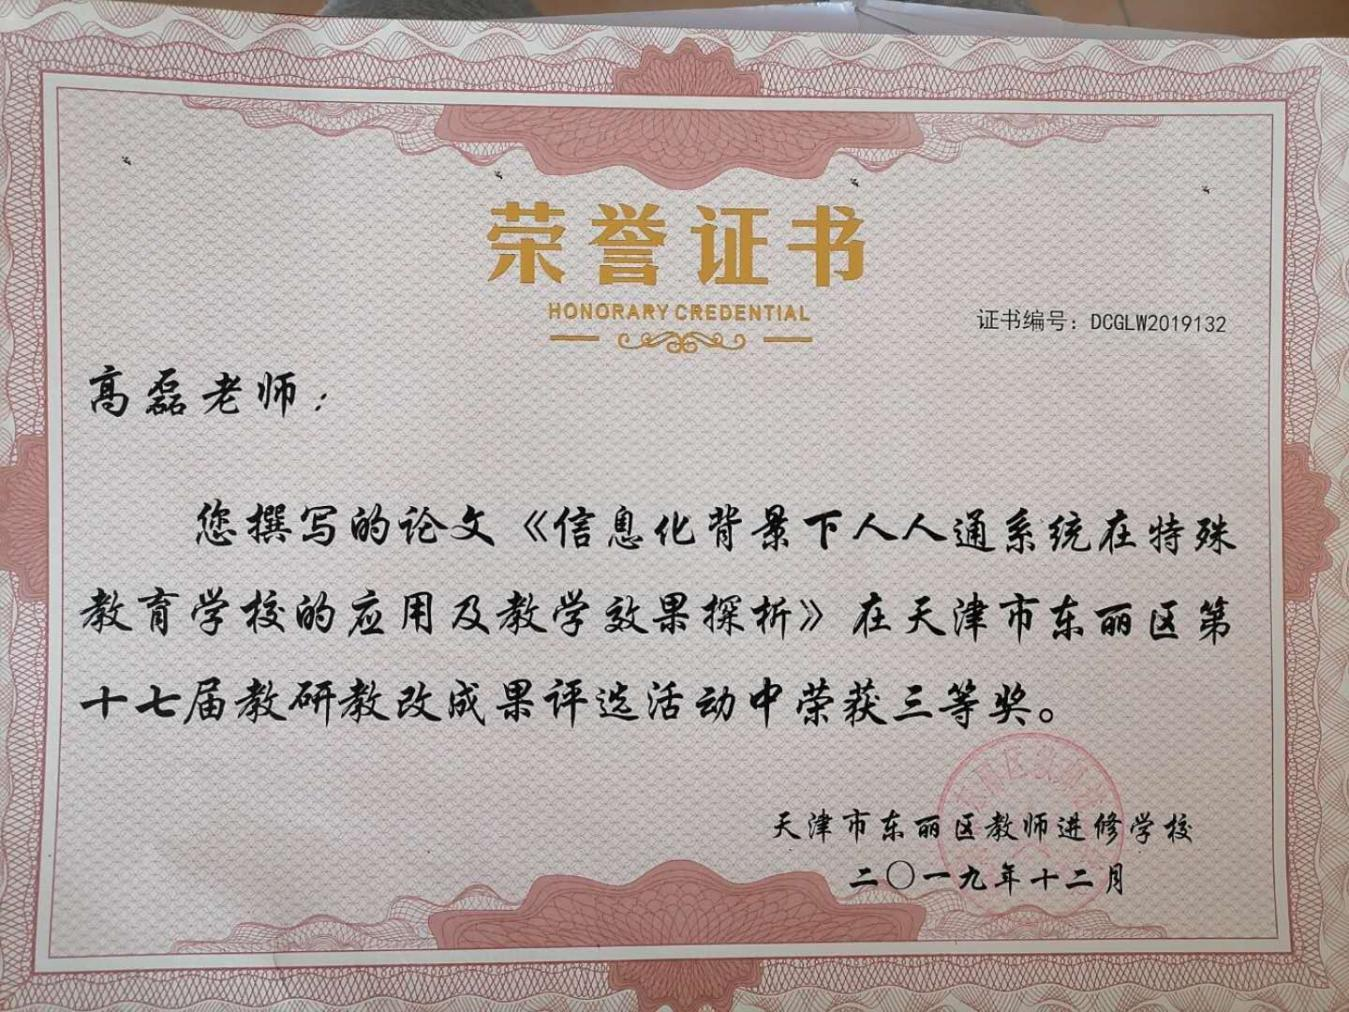 荣誉证书
HONORARY CREDENTIAL
证书编号：DCGLW2019132
高磊老师：
您撰写的论文《信息化背景下人人通系统在特殊
教育学校的应用及教学效果探析》在天津市东丽区第
十七届教研教改成果评选活动中荣获三等奖。
天津市东丽区教师进修学校
二〇一九年十二月